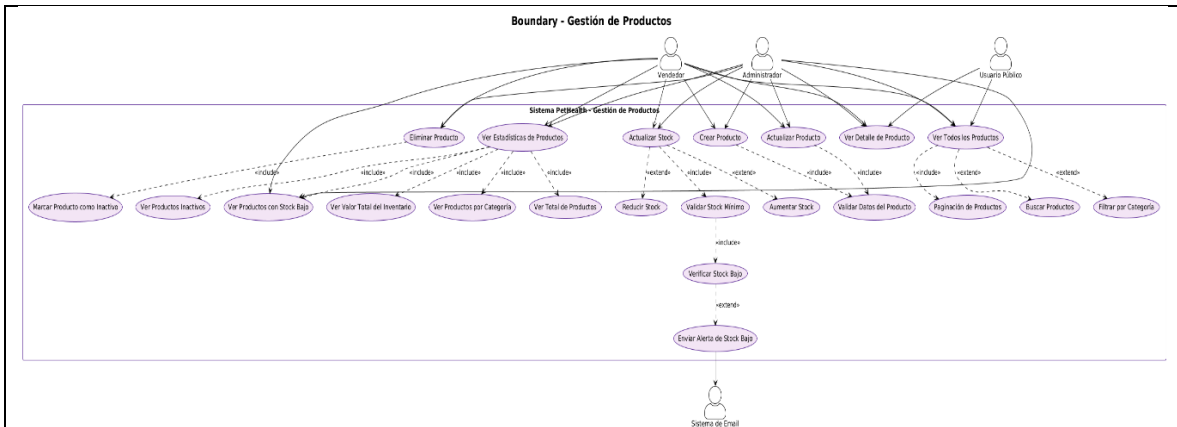 Boundary - Gestión de Productos
Vendedor
Administrador
Usuario Público
Sistema PetHealth - Gestión de Productos
Eliminar Producto
Ver Estadísticas de Productos
Actualizar Stock
Crear Producto
Actualizar Producto
Ver Detalle de Producto
Ver Todos los Productos
«include»
«include»
«include»
«include»
«include»
«include»
«extend»
«include»
«extend»
«include»
«include»
«include»
«extend»
«extend»
Marcar Producto como Inactivo
Ver Productos Inactivos
Ver Productos con Stock Bajo
Ver Valor Total del Inventario
Ver Productos por Categoría
Ver Total de Productos
Reducir Stock
Validar Stock Mínimo
Aumentar Stock
Validar Datos del Producto
Paginación de Productos
Buscar Productos
Filtrar por Categoría
«include»
Verificar Stock Bajo
«extend»
Enviar Alerta de Stock Bajo
Sistema de Email